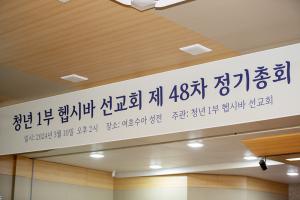 청년 1부 헵시바 선교회 제 48차 정기총회
일시: 2024년 3월 10일 오후 2시 장소: 여호수아 성전 주관: 청년 1부 헵시바 선교회